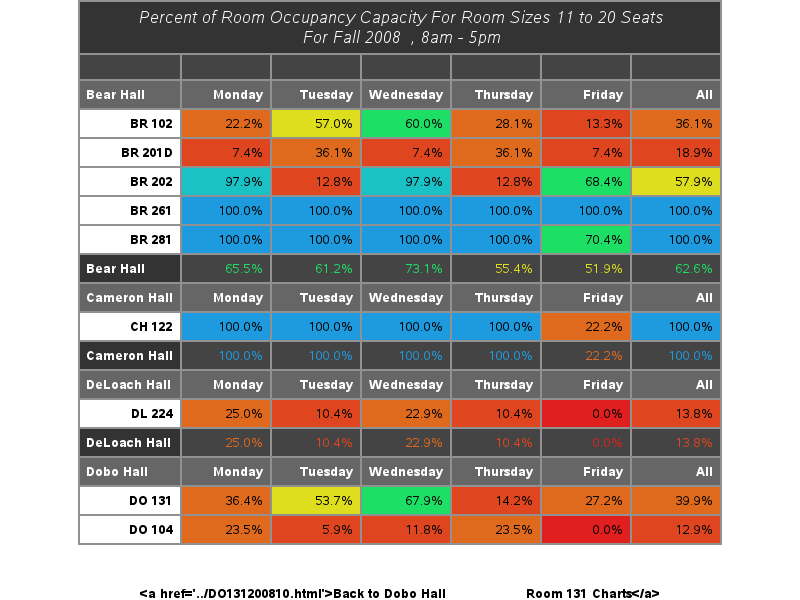 Percent of Room Occupancy Capacity For Room Sizes 11 to 20 Seats
For Fall 2008 , 8am - 5pm
Bear Hall Monday Tuesday Wednesday Thursday Friday All
BR 102 22.2% 57.0% 60.0% 28.1% 13.3% 36.1%
BR 201D 7.4% 36.1% 7.4% 36.1% 7.4% 18.9%
BR 202 97.9% 12.8% 97.9% 12.8% 68.4% 57.9%
BR 261 100.0% 100.0% 100.0% 100.0% 100.0% 100.0%
BR 281 100.0% 100.0% 100.0% 100.0% 70.4% 100.0%
Bear Hall 65.5% 61.2% 73.1% 55.4% 51.9% 62.6%
Cameron Hall Monday Tuesday Wednesday Thursday Friday All
CH 122 100.0% 100.0% 100.0% 100.0% 22.2% 100.0%
Cameron Hall 100.0% 100.0% 100.0% 100.0% 22.2% 100.0%
DeLoach Hall Monday Tuesday Wednesday Thursday Friday All
DL 224 25.0% 10.4% 22.9% 10.4% 0.0% 13.8%
DeLoach Hall 25.0% 10.4% 22.9% 10.4% 0.0% 13.8%
Dobo Hall Monday Tuesday Wednesday Thursday Friday All
DO 131 36.4% 53.7% 67.9% 14.2% 27.2% 39.9%
DO 104 23.5% 5.9% 11.8% 23.5% 0.0% 12.9%
<a href='../DO131200810.html'>Back to Dobo Hall Room 131 Charts</a>